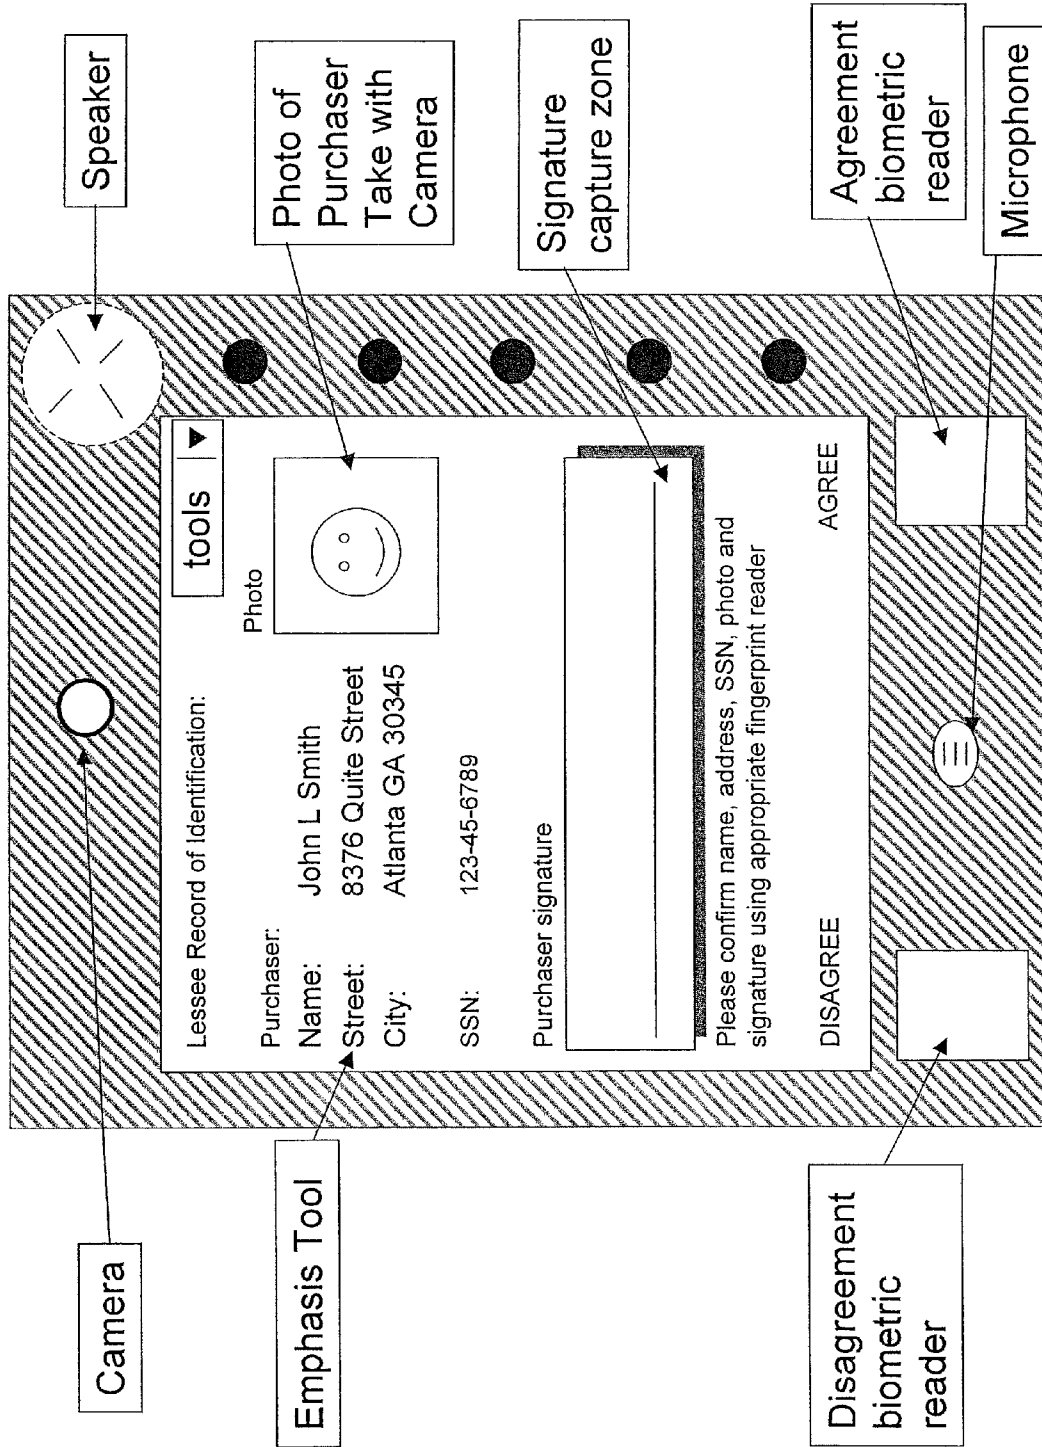 Camera
Speaker
Emphasis Tool
Photo of
Purchaser
Take with
Camera
Lessee Record of Identification:
tools
Photo
Purchaser:
Name: John L Smith
Street: 8376 Quite Street
City: Atlanta GA 30345
SSN: 123-45-6789
Purchaser signature
Signature
capture zone
Please confirm name, address, SSN, photo and
signature using appropriate fingerprint reader
DISAGREE AGREE
Disagreement
biometric
reader
Agreement
biometric
reader
Microphone